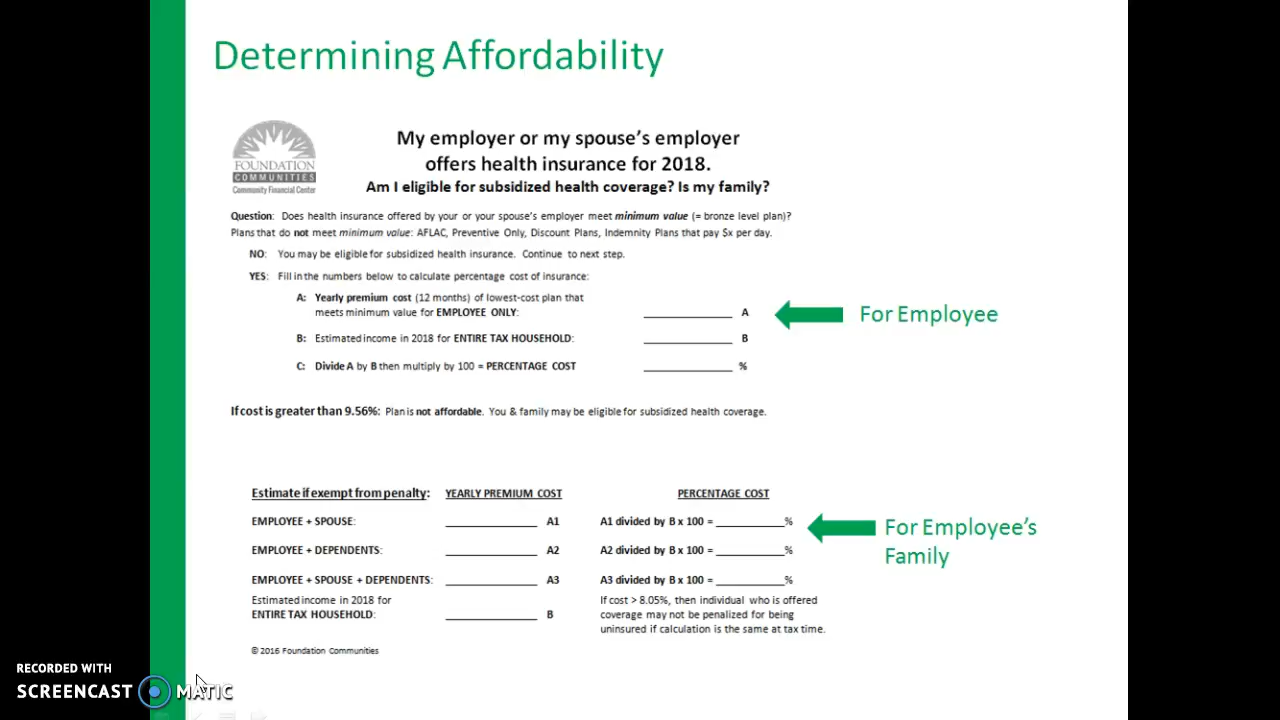 Determining Affordability
FOUNDATION
COMMUNITIES
Community Financial Center
My employer or my spouse's employer
offers health insurance for 2018.
Am I eligible for subsidized health coverage? Is my family?
Question: Does health insurance offered by your or your spouse's employer meet minimum value (= bronze level plan)?
Plans that do not meet minimum value: AFLAC, Preventive Only, Discount Plans, Indemnity Plans that pay $x per day.
NO: You may be eligible for subsidized health insurance. Continue to next step.
YES: Fill in the numbers below to calculate percentage cost of insurance:
A: Yearly premium cost (12 months) of lowest-cost plan that
meets minimum value for EMPLOYEE ONLY: __________ A
For Employee
B: Estimated income in 2018 for ENTIRE TAX HOUSEHOLD: __________ B
C: Divide A by B then multiply by 100 = PERCENTAGE COST __________ %
If cost is greater than 9.56%: Plan is not affordable. You & family may be eligible for subsidized health coverage.
Estimate if exempt from penalty: YEARLY PREMIUM COST PERCENTAGE COST
EMPLOYEE + SPOUSE: __________ A1 A1 divided by B x 100 = __________%
For Employee's
Family
EMPLOYEE + DEPENDENTS: __________ A2 A2 divided by B x 100 = __________%
EMPLOYEE + SPOUSE + DEPENDENTS: __________ A3 A3 divided by B x 100 = __________%
Estimated income in 2018 for
ENTIRE TAX HOUSEHOLD: __________ B
If cost > 8.05%, then individual who is offered
coverage may not be penalized for being
uninsured if calculation is the same at tax time.
© 2016 Foundation Communities
RECORDED WITH
SCREENCAST MATIC